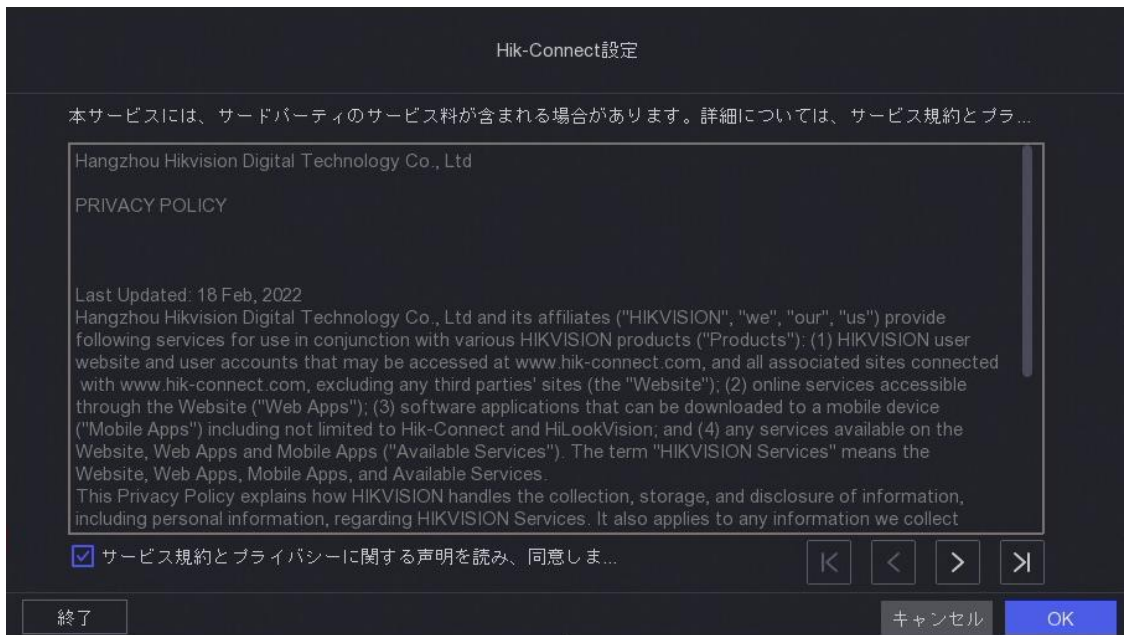 Hik-Connect設定
本サービスには、サードパーティのサービス料が含まれる場合があります。詳細については、サービス規約とプラ...
Hangzhou Hikvision Digital Technology Co., Ltd
PRIVACY POLICY
Last Updated: 18 Feb, 2022
Hangzhou Hikvision Digital Technology Co., Ltd and its affiliates ("HIKVISION", "we", "our", "us") provide
following services for use in conjunction with various HIKVISION products ("Products"): (1) HIKVISION user
website and user accounts that may be accessed at www.hik-connect.com, and all associated sites connected
with www.hik-connect.com, excluding any third parties' sites (the "Website"); (2) online services accessible
through the Website ("Web Apps"); (3) software applications that can be downloaded to a mobile device
("Mobile Apps") including not limited to Hik-Connect and HiLookVision; and (4) any services available on the
Website, Web Apps and Mobile Apps ("Available Services"). The term "HIKVISION Services" means the
Website, Web Apps, Mobile Apps, and Available Services.
This Privacy Policy explains how HIKVISION handles the collection, storage, and disclosure of information,
including personal information, regarding HIKVISION Services. It also applies to any information we collect
サービス規約とプライバシーに関する声明を読み、同意しま...
終了
キャンセル
OK